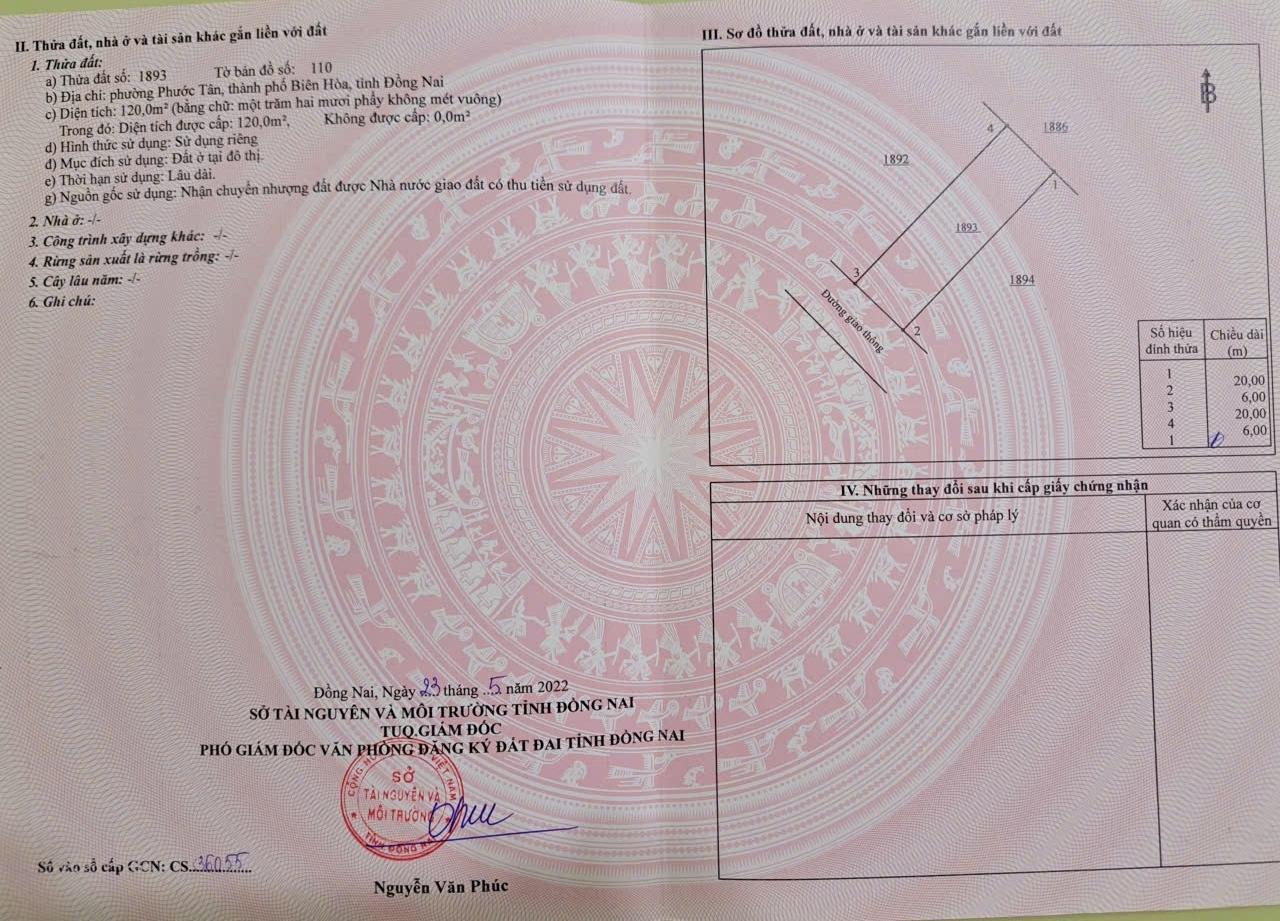 II. Thửa đất, nhà ở và tài sản khác gắn liền với đất
1. Thửa đất:
a) Thửa đất số: 1893 Tờ bản đồ số: 110
b) Địa chỉ: phường Phước Tân, thành phố Biên Hòa, tỉnh Đồng Nai
c) Diện tích: 120,0m² (bằng chữ: một trăm hai mươi phẩy không mét vuông)
Trong đó: Diện tích được cấp: 120,0m², Không được cấp: 0,0m²
d) Hình thức sử dụng: Sử dụng riêng
đ) Mục đích sử dụng: Đất ở tại đô thị.
e) Thời hạn sử dụng: Lâu dài.
g) Nguồn gốc sử dụng: Nhận chuyển nhượng đất được Nhà nước giao đất có thu tiền sử dụng đất.
2. Nhà ở: -/-
3. Công trình xây dựng khác: -/-
4. Rừng sản xuất là rừng trồng: -/-
5. Cây lâu năm: -/-
6. Ghi chú:
Đồng Nai, Ngày 23 tháng 5 năm 2022
SỞ TÀI NGUYÊN VÀ MÔI TRƯỜNG TỈNH ĐỒNG NAI
TUQ.GIÁM ĐỐC
PHÓ GIÁM ĐỐC VĂN PHÒNG ĐĂNG KÝ ĐẤT ĐAI TỈNH ĐỒNG NAI
SỞ
TÀI NGUYÊN VÀ
MÔI TRƯỜNG
TỈNH ĐỒNG NAI
Nguyễn Văn Phúc
Số vào sổ cấp GCN: CS 36055
III. Sơ đồ thửa đất, nhà ở và tài sản khác gắn liền với đất
B
4
1886
1892
1
1893
3
1894
Đường giao thông
2
Số hiệu đỉnh thửa Chiều dài (m)
1
20,00
2
6,00
3
20,00
4
6,00
1
IV. Những thay đổi sau khi cấp giấy chứng nhận
Nội dung thay đổi và cơ sở pháp lý
Xác nhận của cơ
quan có thẩm quyền